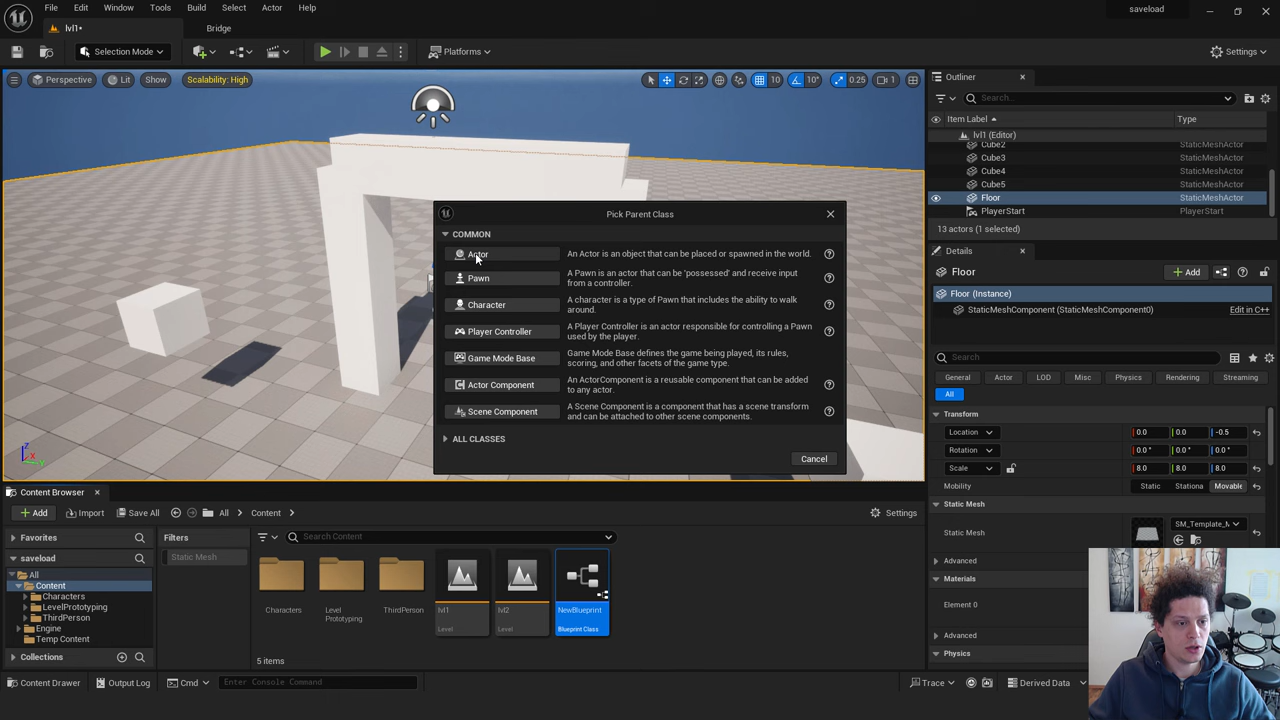 File Edit Window Tools Build Select Actor Help
saveload
lvl1•
Bridge
Selection Mode
Platforms
Settings
Perspective Lit Show Scalability: High
10 10° 0.25 1
Outliner
Search...
Item Label Type
lvl1 (Editor)
Cube2 StaticMeshActor
Cube3 StaticMeshActor
Cube4 StaticMeshActor
Cube5 StaticMeshActor
Floor StaticMeshActor
PlayerStart PlayerStart
13 actors (1 selected)
Pick Parent Class
COMMON
Actor An Actor is an object that can be placed or spawned in the world.
Pawn A Pawn is an actor that can be 'possessed' and receive input
from a controller.
Character A character is a type of Pawn that includes the ability to walk
around.
Player Controller A Player Controller is an actor responsible for controlling a Pawn
used by the player.
Game Mode Base Game Mode Base defines the game being played, its rules,
scoring, and other facets of the game type.
Actor Component An ActorComponent is a reusable component that can be added
to any actor.
Scene Component A Scene Component is a component that has a scene transform
and can be attached to other scene components.
ALL CLASSES
Cancel
Details
Floor Add
Floor (Instance)
StaticMeshComponent (StaticMeshComponent0) Edit in C++
Search
General Actor LOD Misc Physics Rendering Streaming
All
Transform
Location 0.0 0.0 -0.5
Rotation 0.0 ° 0.0 ° 0.0 °
Scale 8.0 8.0 8.0
Mobility Static Stationa Movable
Static Mesh
Static Mesh SM_Template_M
Advanced
Materials
Element 0
Advanced
Physics
Z
X
Y
Content Browser
Add Import Save All All Content Settings
Favorites
saveload
All
Content
Characters
LevelPrototyping
ThirdPerson
Engine
Temp Content
Collections
Filters
Static Mesh
Search Content
Characters
Level
Prototyping
ThirdPerson
lvl1
Level
lvl2
Level
NewBlueprint
Blueprint Class
5 items
Content Drawer Output Log Cmd Enter Console Command Trace Derived Data